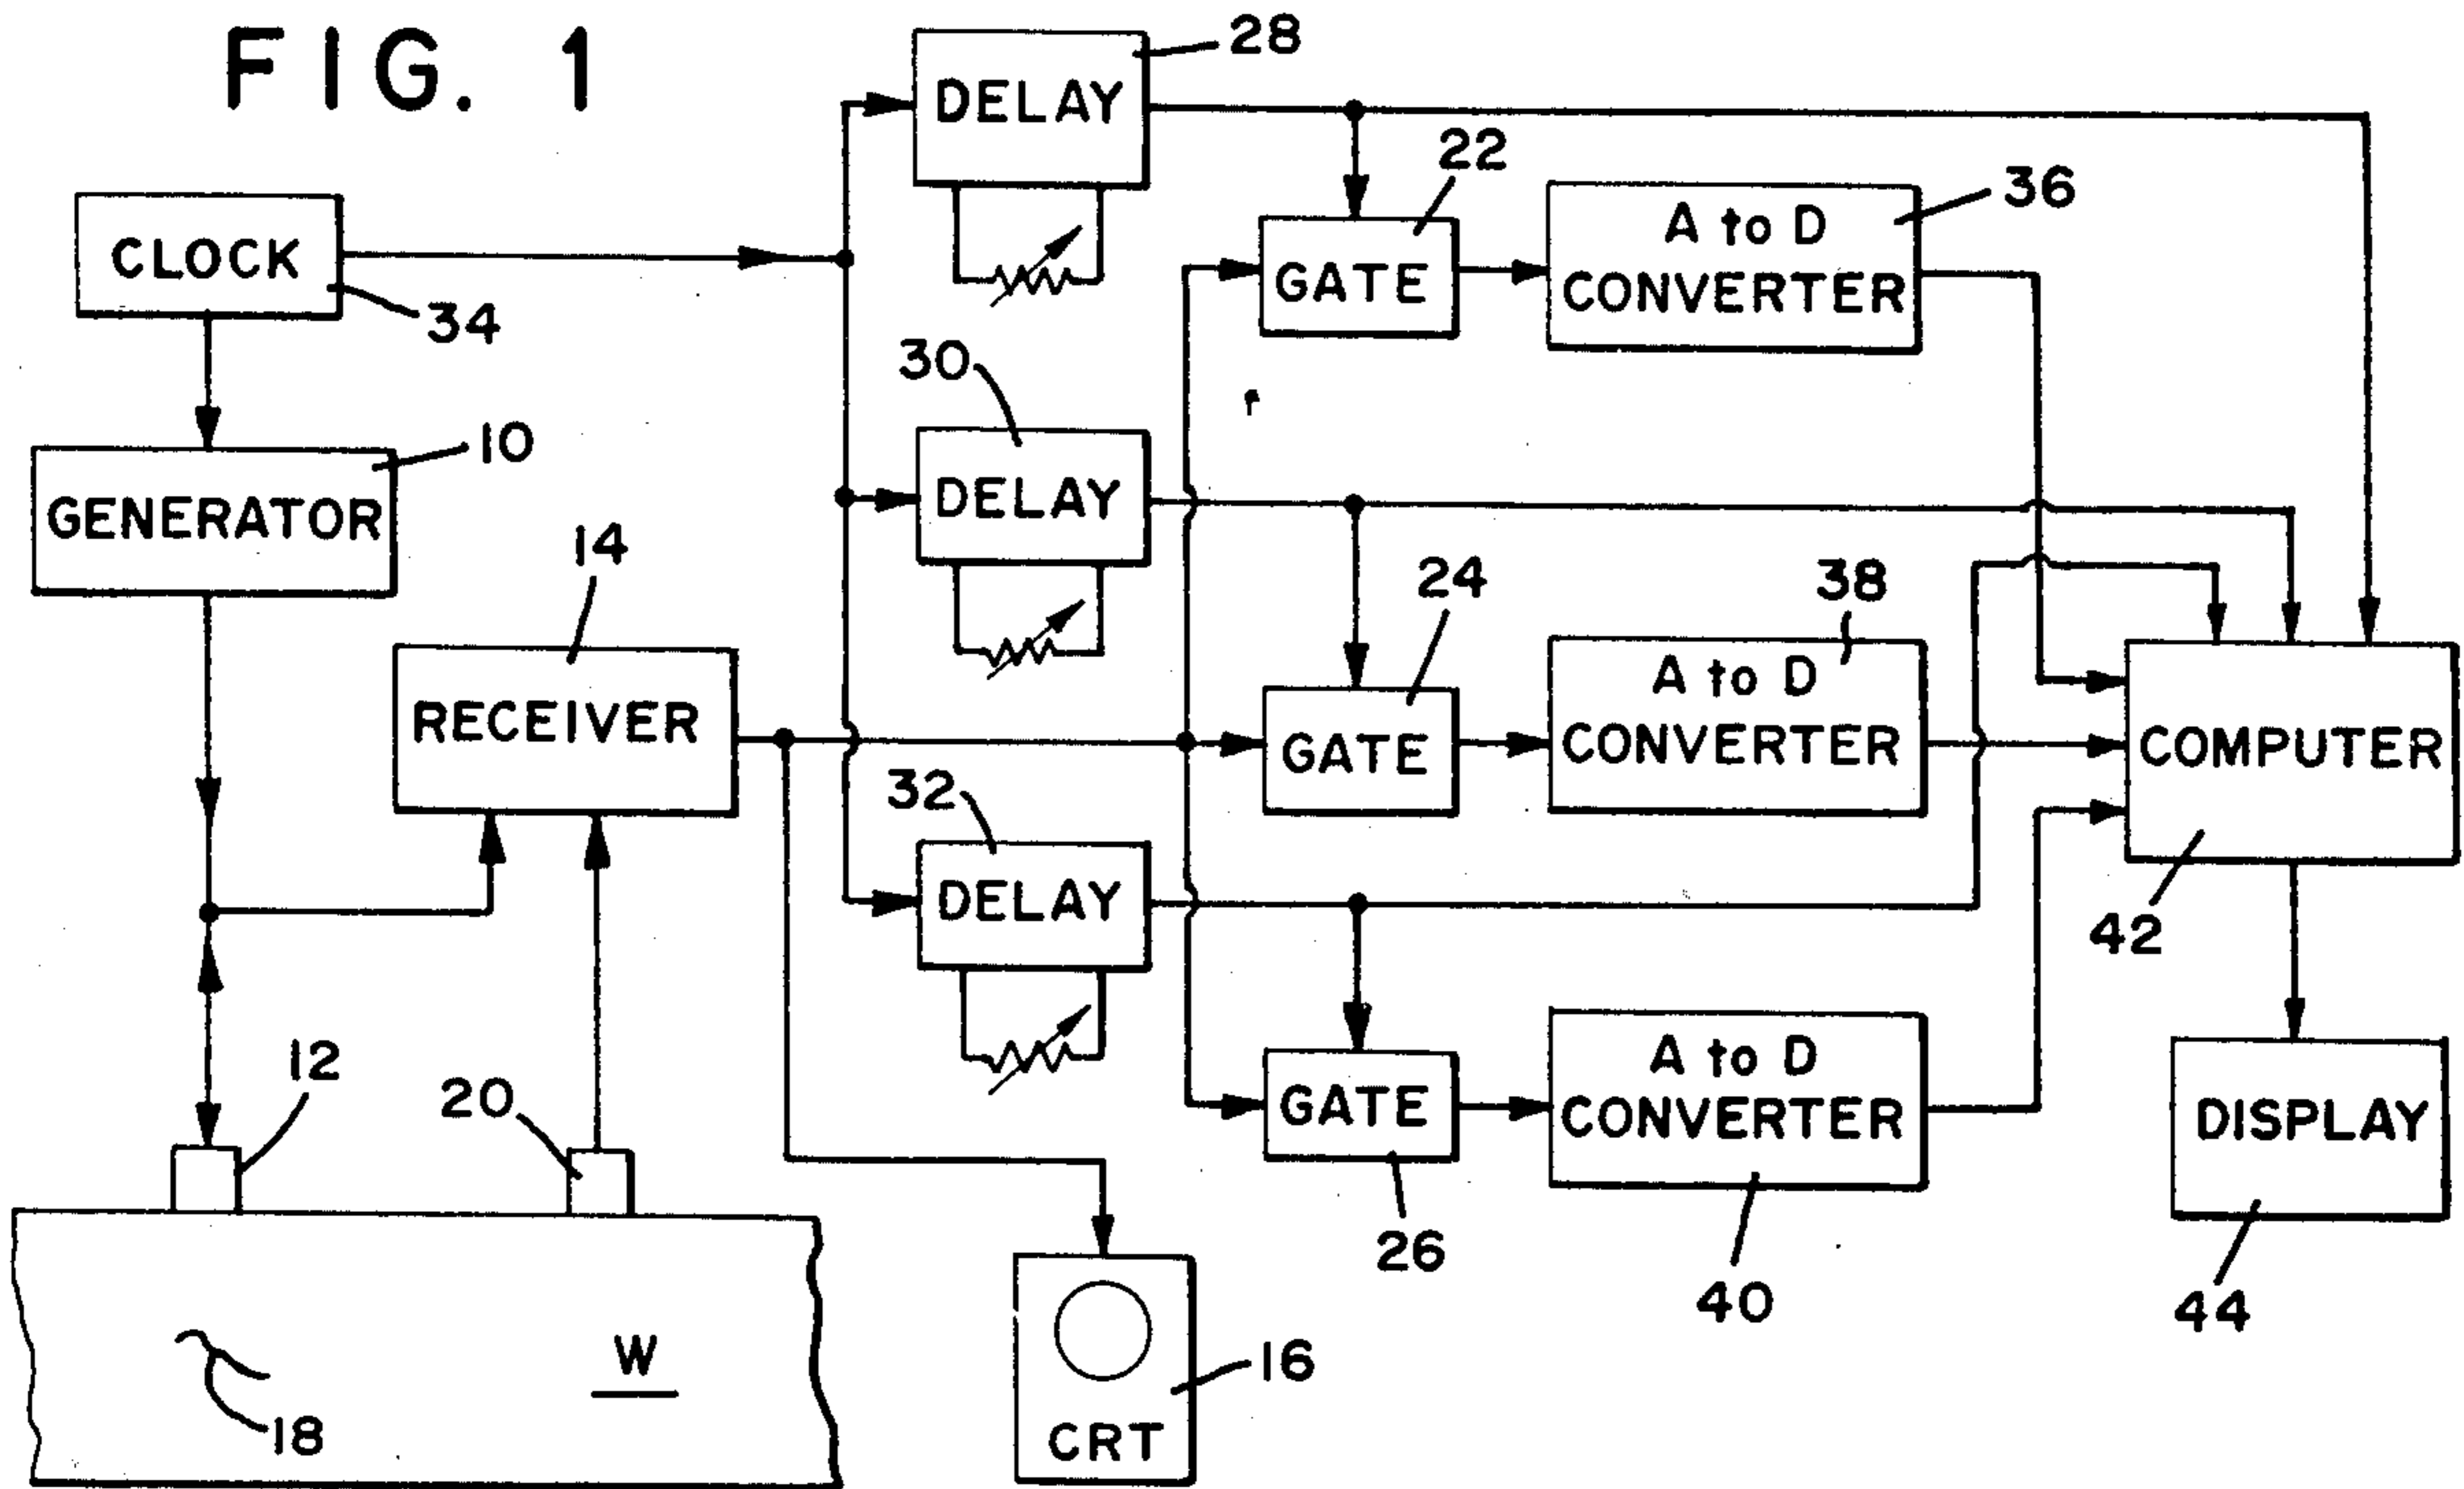 FIG. 1
28
DELAY
22
36
A to D
CONVERTER
CLOCK
34
GATE
30
10
DELAY
GENERATOR
14
24
38
A to D
CONVERTER
RECEIVER
GATE
COMPUTER
32
DELAY
42
12
20
A to D
CONVERTER
GATE
DISPLAY
26
40
44
W
16
18
CRT